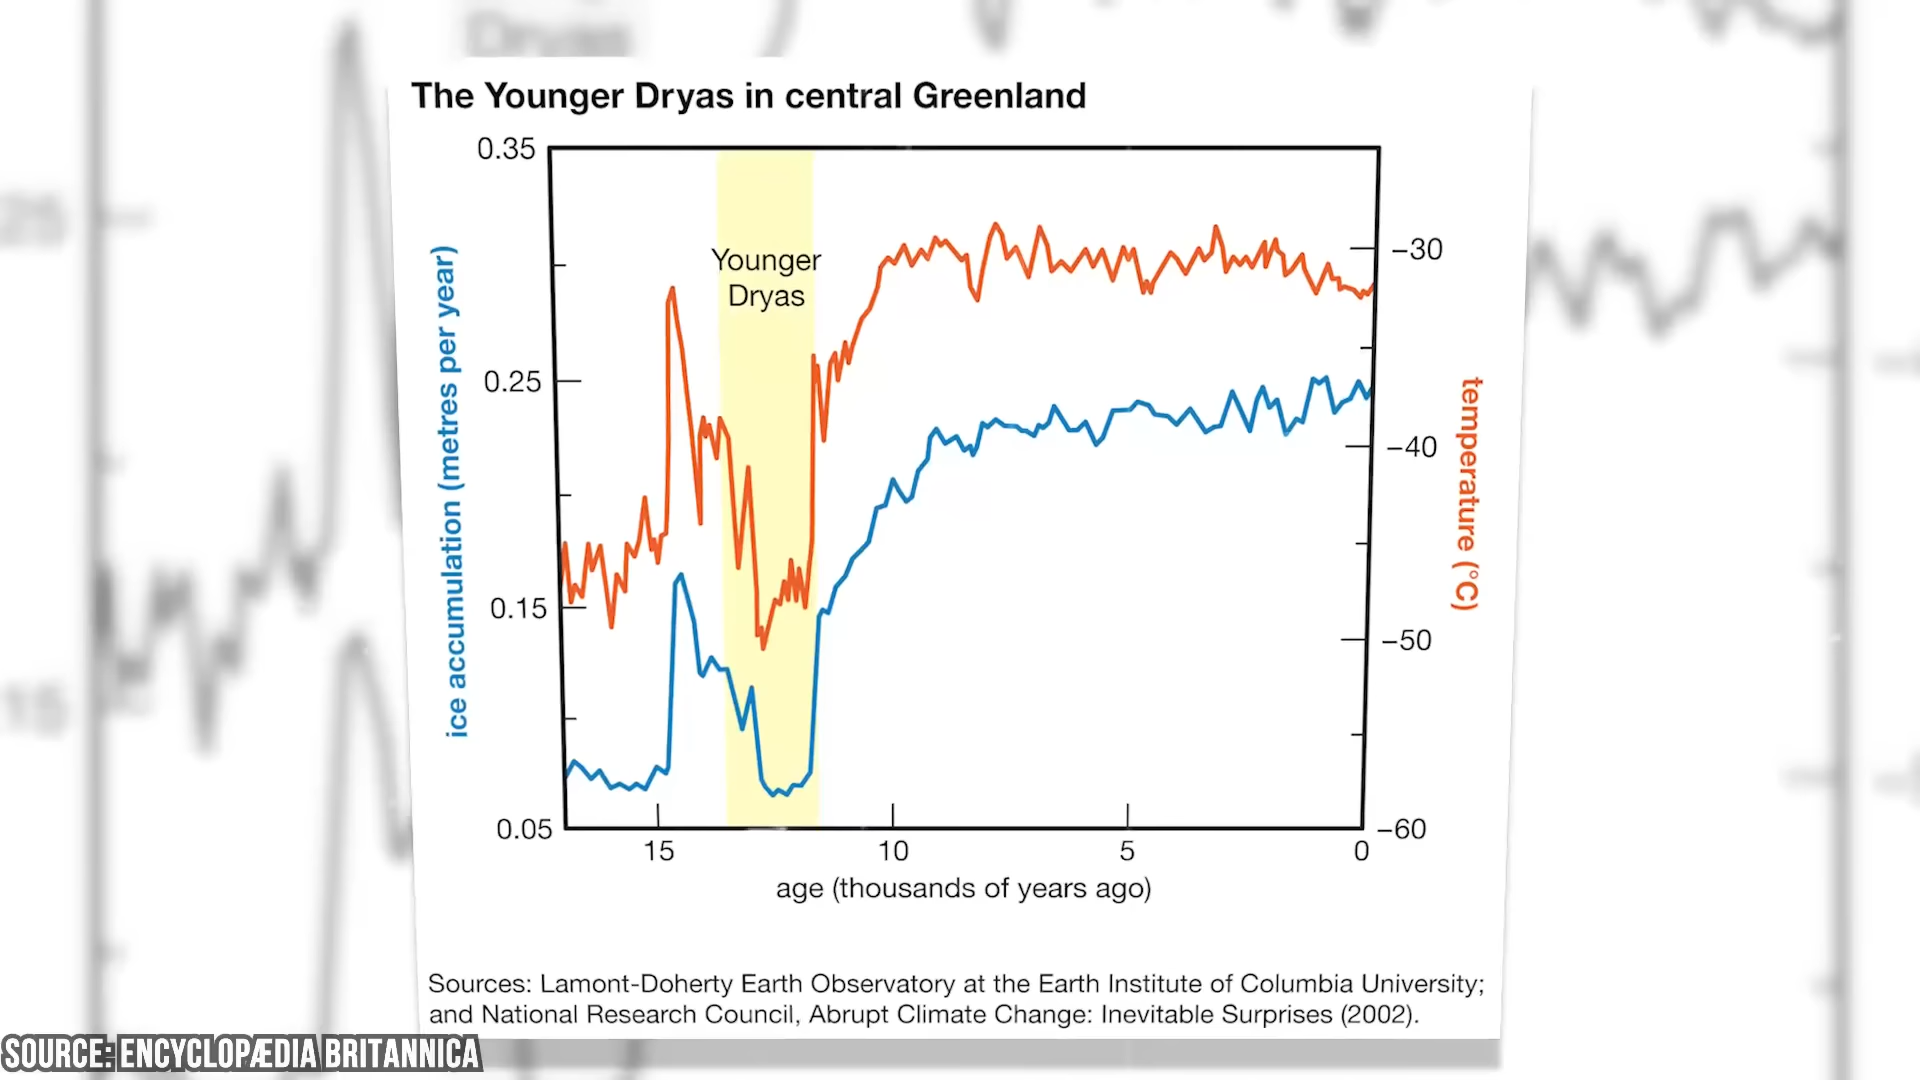 Dryas
25
15
The Younger Dryas in central Greenland
0.35
0.25
0.15
0.05
ice accumulation (metres per year)
Younger
Dryas
−30
−40
−50
−60
temperature (°C)
15
10
5
0
age (thousands of years ago)
Sources: Lamont-Doherty Earth Observatory at the Earth Institute of Columbia University;
and National Research Council, Abrupt Climate Change: Inevitable Surprises (2002).
SOURCE: ENCYCLOPÆDIA BRITANNICA